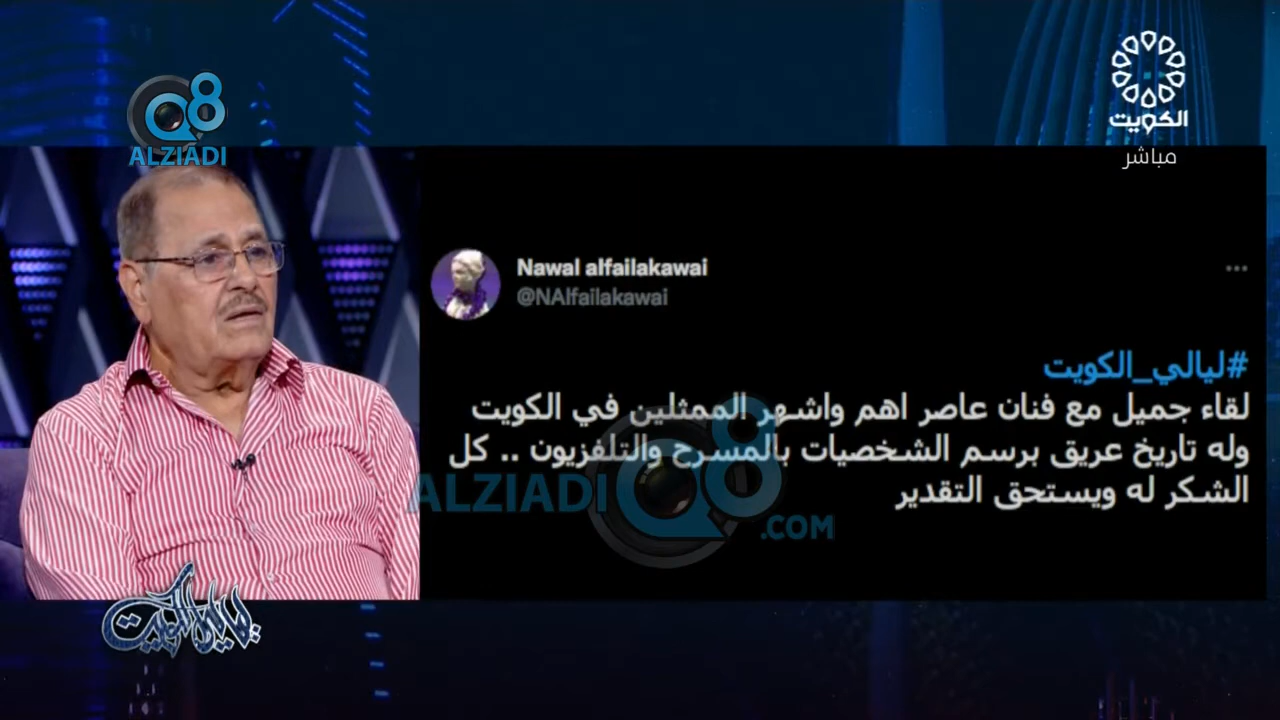 Q8
ALZIADI
الكويت
مباشر
Nawal alfailakawai
@NAlfailakawai
#ليالي_الكويت
لقاء جميل مع فنان عاصر اهم واشهر الممثلين في الكويت
وله تاريخ عريق برسم الشخصيات بالمسرح والتلفزيون .. كل
الشكر له ويستحق التقدير
ALZIADI Q8
.COM
ليالي الكويت